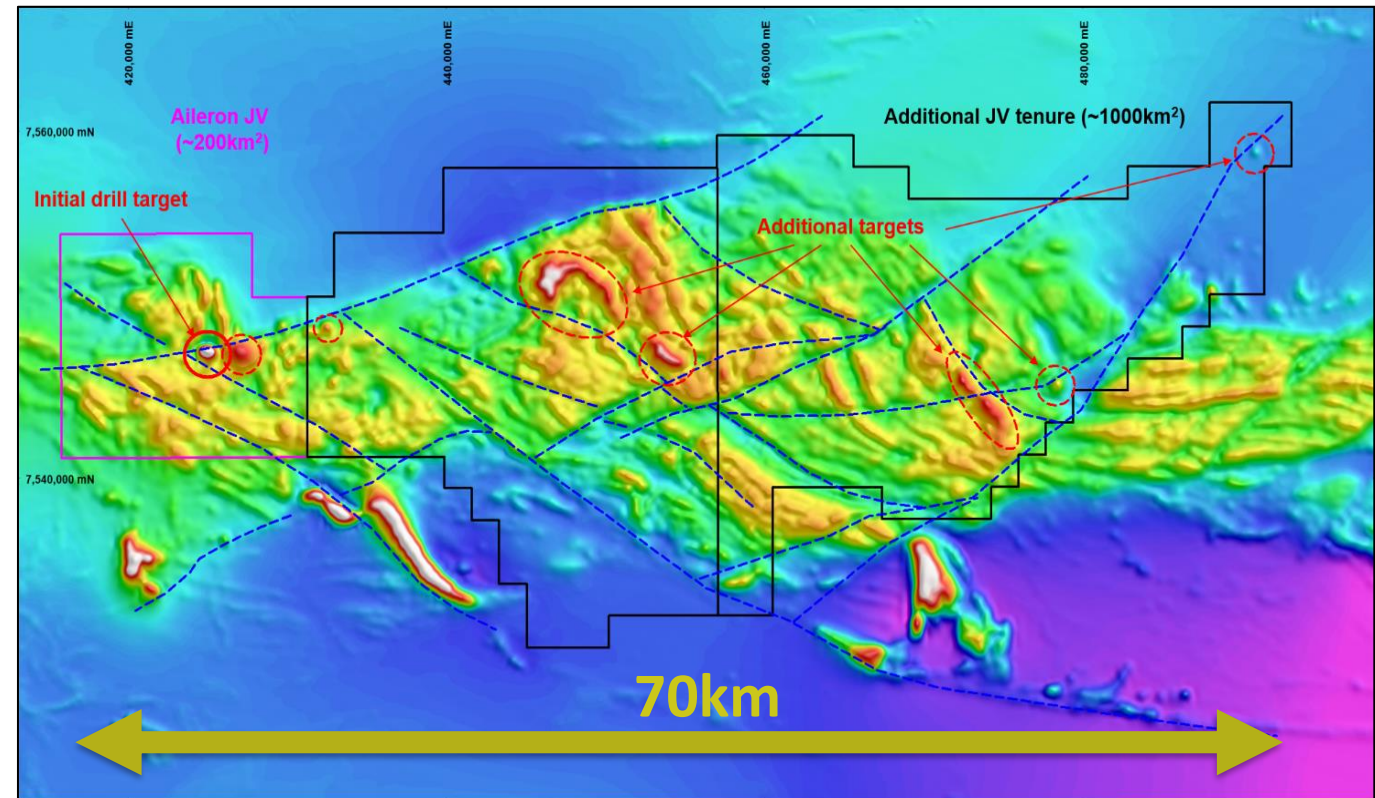 420,000 mE
440,000 mE
460,000 mE
480,000 mE
Aileron JV
(~200km²)
Additional JV tenure (~1000km²)
7,560,000 mN
Initial drill target
Additional targets
7,540,000 mN
70km